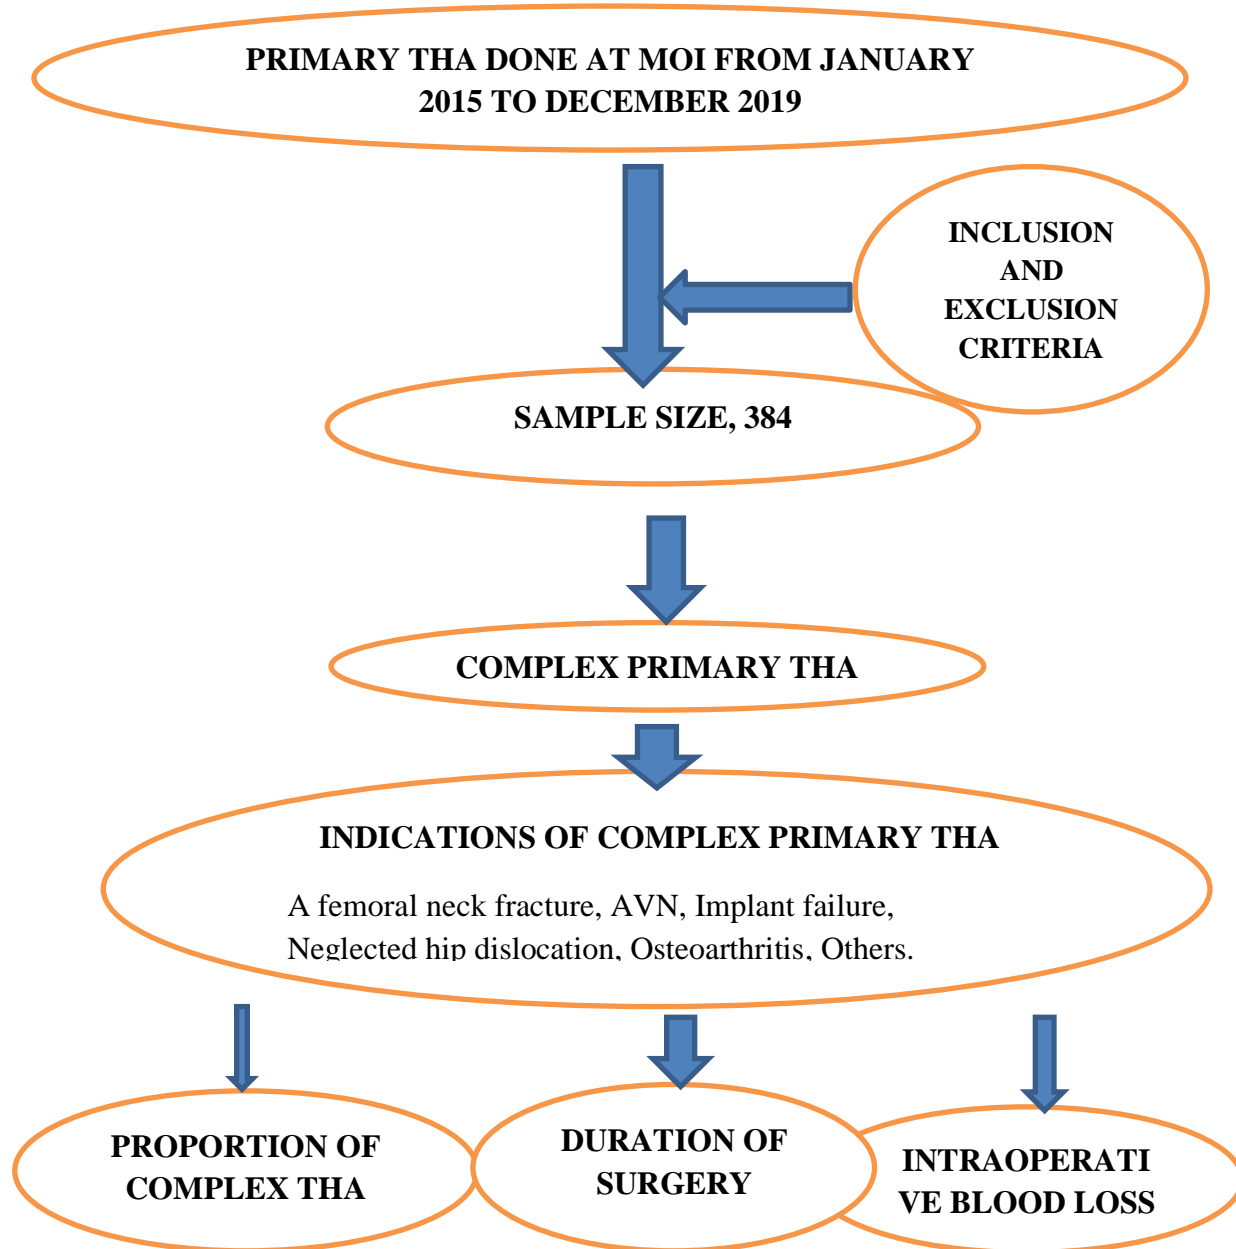 PRIMARY THA DONE AT MOI FROM JANUARY
2015 TO DECEMBER 2019
INCLUSION
AND
EXCLUSION
CRITERIA
SAMPLE SIZE, 384
COMPLEX PRIMARY THA
INDICATIONS OF COMPLEX PRIMARY THA
A femoral neck fracture, AVN, Implant failure,
Neglected hip dislocation, Osteoarthritis, Others.
PROPORTION OF
COMPLEX THA
DURATION OF
SURGERY
INTRAOPERATI
VE BLOOD LOSS